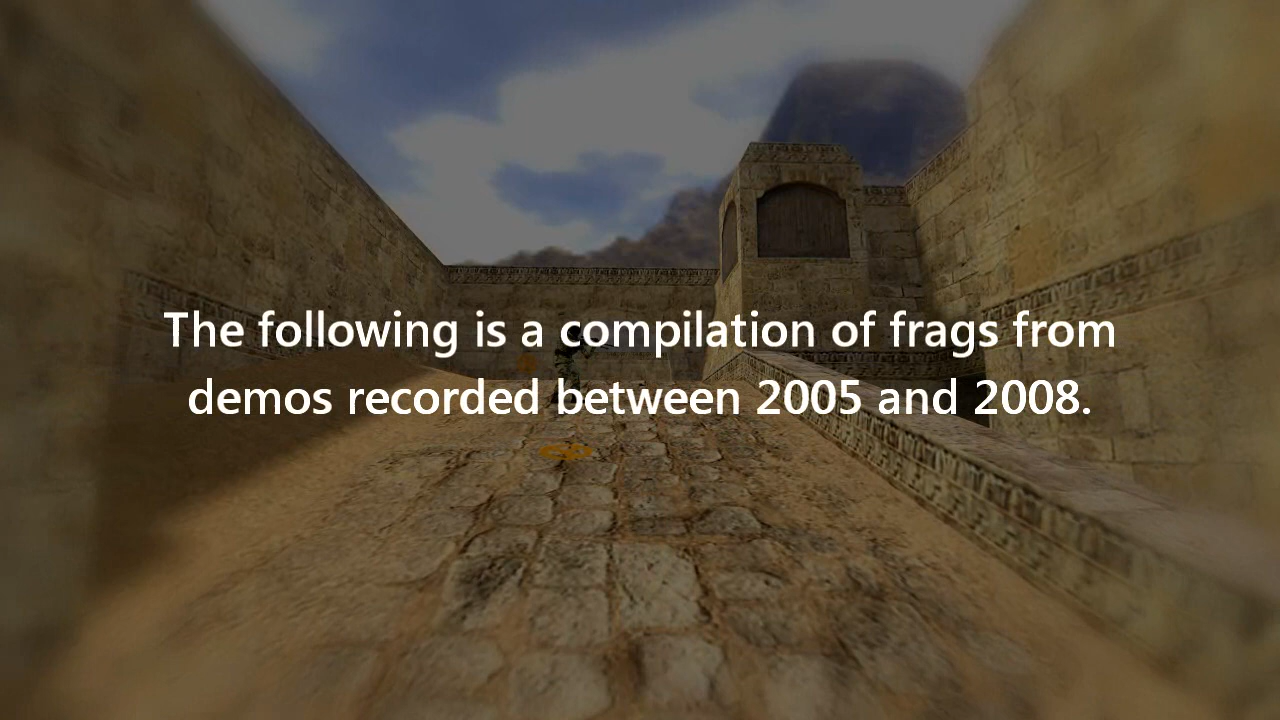 The following is a compilation of frags from
demos recorded between 2005 and 2008.